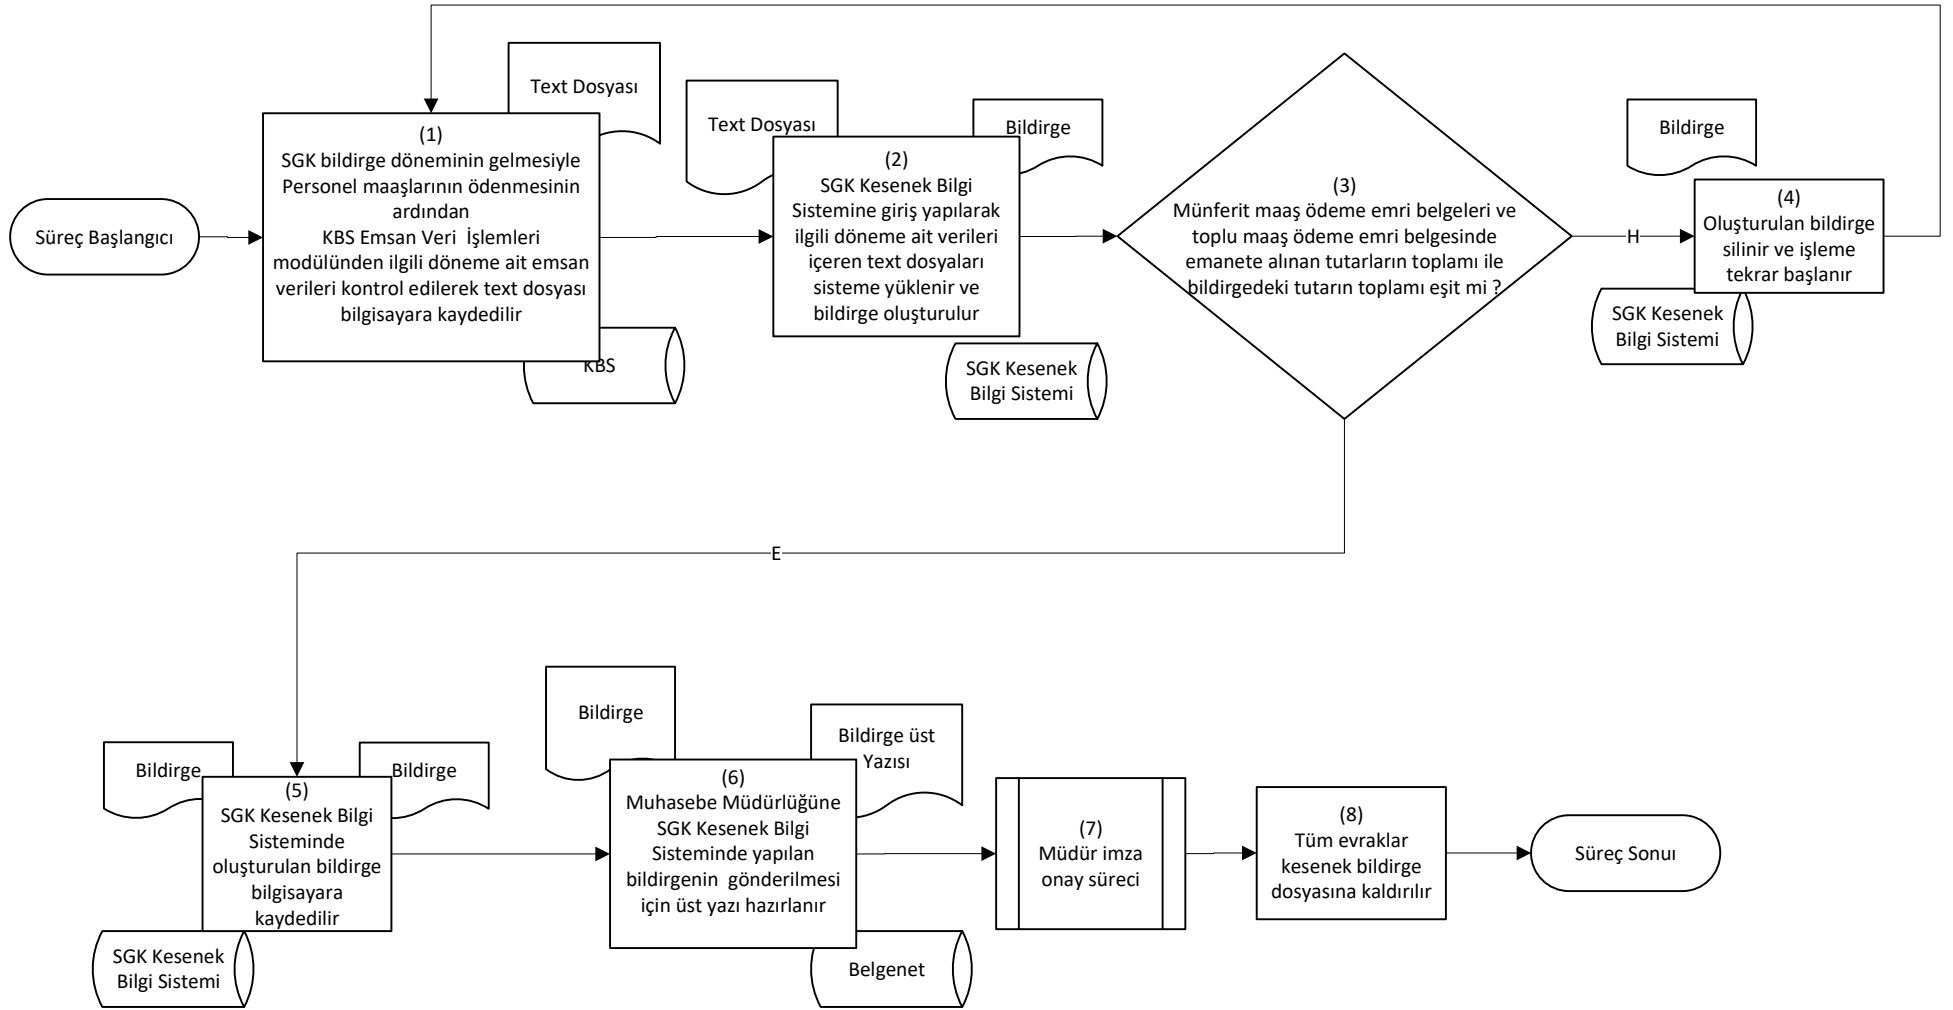 Süreç Başlangıcı
Text Dosyası
(1)
SGK bildirge döneminin gelmesiyle
Personel maaşlarının ödenmesinin
ardından
KBS Emsan Veri  İşlemleri
modülünden ilgili döneme ait emsan
verileri kontrol edilerek text dosyası
bilgisayara kaydedilir
KBS
Text Dosyası
Bildirge
(2)
SGK Kesenek Bilgi
Sistemine giriş yapılarak
ilgili döneme ait verileri
içeren text dosyaları
sisteme yüklenir ve
bildirge oluşturulur
SGK Kesenek
Bilgi Sistemi
(3)
Münferit maaş ödeme emri belgeleri ve
toplu maaş ödeme emri belgesinde
emanete alınan tutarların toplamı ile
bildirgedeki tutarın toplamı eşit mi ?
H
Bildirge
(4)
Oluşturulan bildirge
silinir ve işleme
tekrar başlanır
SGK Kesenek
Bilgi Sistemi
E
Bildirge
Bildirge
(5)
SGK Kesenek Bilgi
Sisteminde
oluşturulan bildirge
bilgisayara
kaydedilir
SGK Kesenek
Bilgi Sistemi
Bildirge
Bildirge üst
Yazısı
(6)
Muhasebe Müdürlüğüne
SGK Kesenek Bilgi
Sisteminde yapılan
bildirgenin  gönderilmesi
için üst yazı hazırlanır
Belgenet
(7)
Müdür imza
onay süreci
(8)
Tüm evraklar
kesenek bildirge
dosyasına kaldırılır
Süreç Sonuı